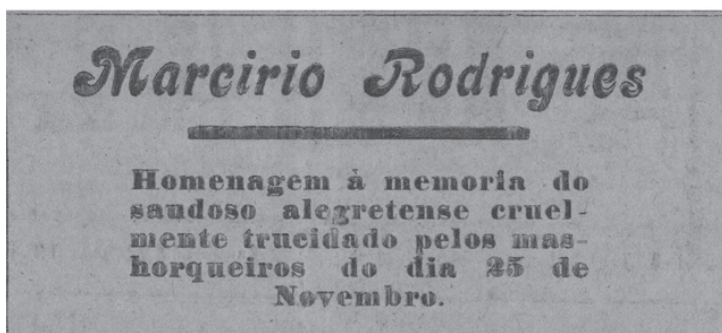 Marcirio Rodrigues
Homenagem à memoria do
saudoso alegretense cruel-
mente trucidado pelos mas-
horqueiros do dia 25 de
Novembro.